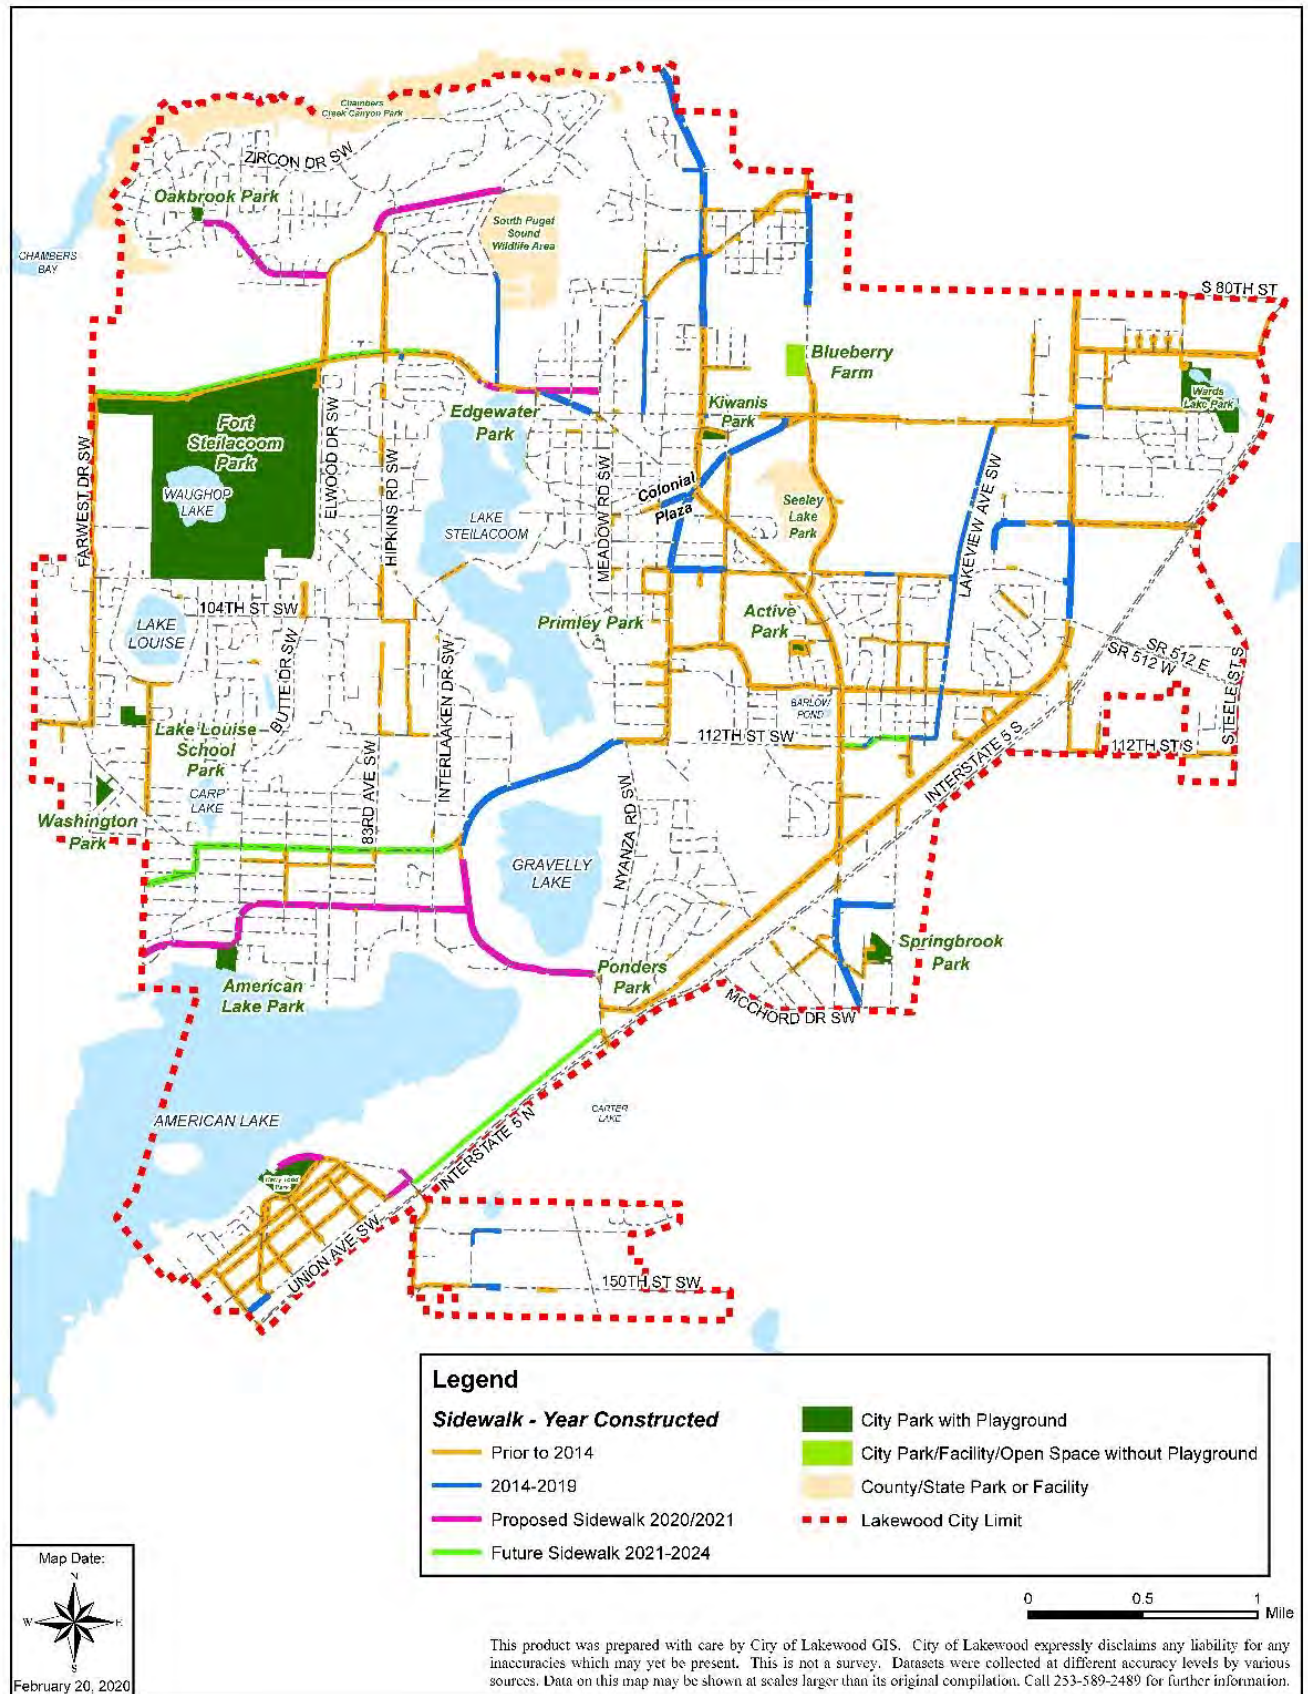 Chambers
Creek Canyon Park
ZIRCON DR SW
Oakbrook Park
South Puget
Sound
Wildlife Area
CHAMBERS
BAY
S 80TH ST
Blueberry
Farm
Wards
Lake Park
Edgewater
Park
Kiwanis
Park
Fort
Steilacoom
Park
ELWOOD DR SW
FARWEST DR SW
HIPKINS RD SW
WAUGHOP
LAKE
Colonial
Plaza
Seeley
Lake
Park
LAKEVIEW AVE SW
LAKE
STEILACOOM
MEADOW RD SW
104TH ST SW
LAKE
LOUISE
Primley Park
Active
Park
SR 512 E
SR 512 W
STEELE ST S
BUTTE DR SW
INTERLAAKEN DR SW
BARLOW
POND
Lake Louise
School
Park
112TH ST SW
112TH ST S
INTERSTATE 5 S
83RD AVE SW
CARP
LAKE
NYANZA RD SW
Washington
Park
GRAVELLY
LAKE
Springbrook
Park
Ponders
Park
American
Lake Park
MCCHORD DR SW
AMERICAN LAKE
CARTER
LAKE
INTERSTATE 5 N
UNION AVE SW
150TH ST SW
Legend
Sidewalk - Year Constructed
Prior to 2014
2014-2019
Proposed Sidewalk 2020/2021
Future Sidewalk 2021-2024
City Park with Playground
City Park/Facility/Open Space without Playground
County/State Park or Facility
Lakewood City Limit
Map Date:
N
W E
S
February 20, 2020
0 0.5 1
Mile
This product was prepared with care by City of Lakewood GIS. City of Lakewood expressly disclaims any liability for any
inaccuracies which may yet be present. This is not a survey. Datasets were collected at different accuracy levels by various
sources. Data on this map may be shown at scales larger than its original compilation. Call 253-589-2489 for further information.